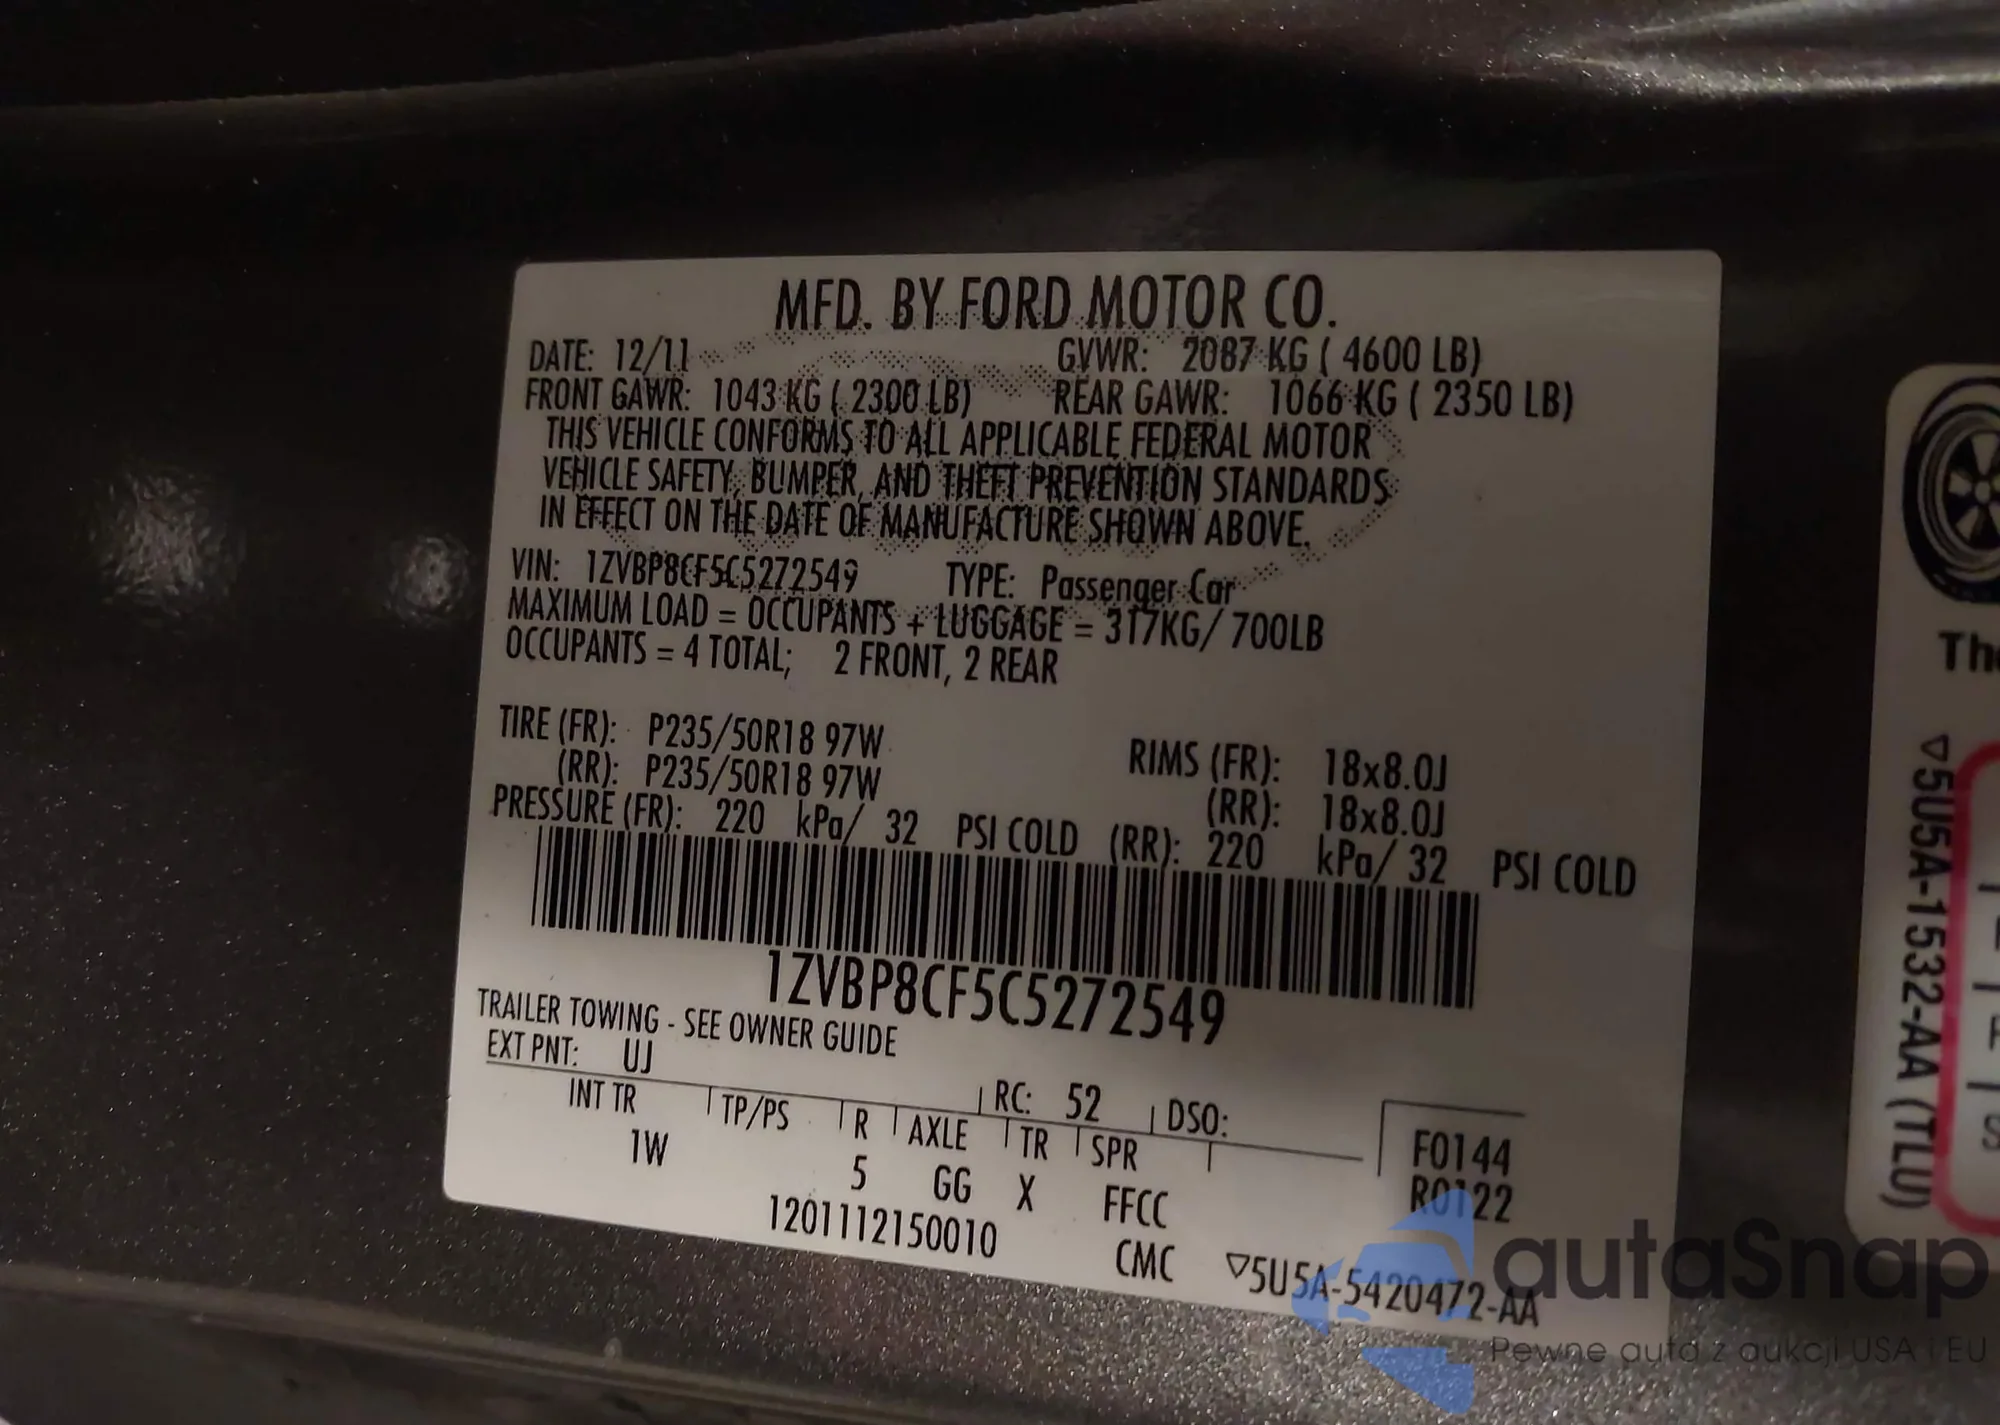 MFD. BY FORD MOTOR CO.
DATE: 12/11 GVWR: 2087 KG ( 4600 LB)
FRONT GAWR: 1043 KG ( 2300 LB) REAR GAWR: 1066 KG ( 2350 LB)
THIS VEHICLE CONFORMS TO ALL APPLICABLE FEDERAL MOTOR
VEHICLE SAFETY, BUMPER, AND THEFT PREVENTION STANDARDS
IN EFFECT ON THE DATE OF MANUFACTURE SHOWN ABOVE.
VIN: 1ZVBP8CF5C5272549 TYPE: Passenger Car
MAXIMUM LOAD = OCCUPANTS + LUGGAGE = 317KG/ 700LB
OCCUPANTS = 4 TOTAL; 2 FRONT, 2 REAR
TIRE (FR): P235/50R18 97W RIMS (FR): 18x8.0J
(RR): P235/50R18 97W (RR): 18x8.0J
PRESSURE (FR): 220 kPa/ 32 PSI COLD (RR): 220 kPa/ 32 PSI COLD
1ZVBP8CF5C5272549
TRAILER TOWING - SEE OWNER GUIDE
EXT PNT: UJ RC: 52 DSO:
INT TR TP/PS R AXLE TR SPR F0144
1W 5 GG X FFCC R0122
1201112150010 CMC ▽5U5A-5420472-AA
Th
▽5U5A-1532-AA (TLU)
autaSnap
Pewne auta z aukcji USA i EU